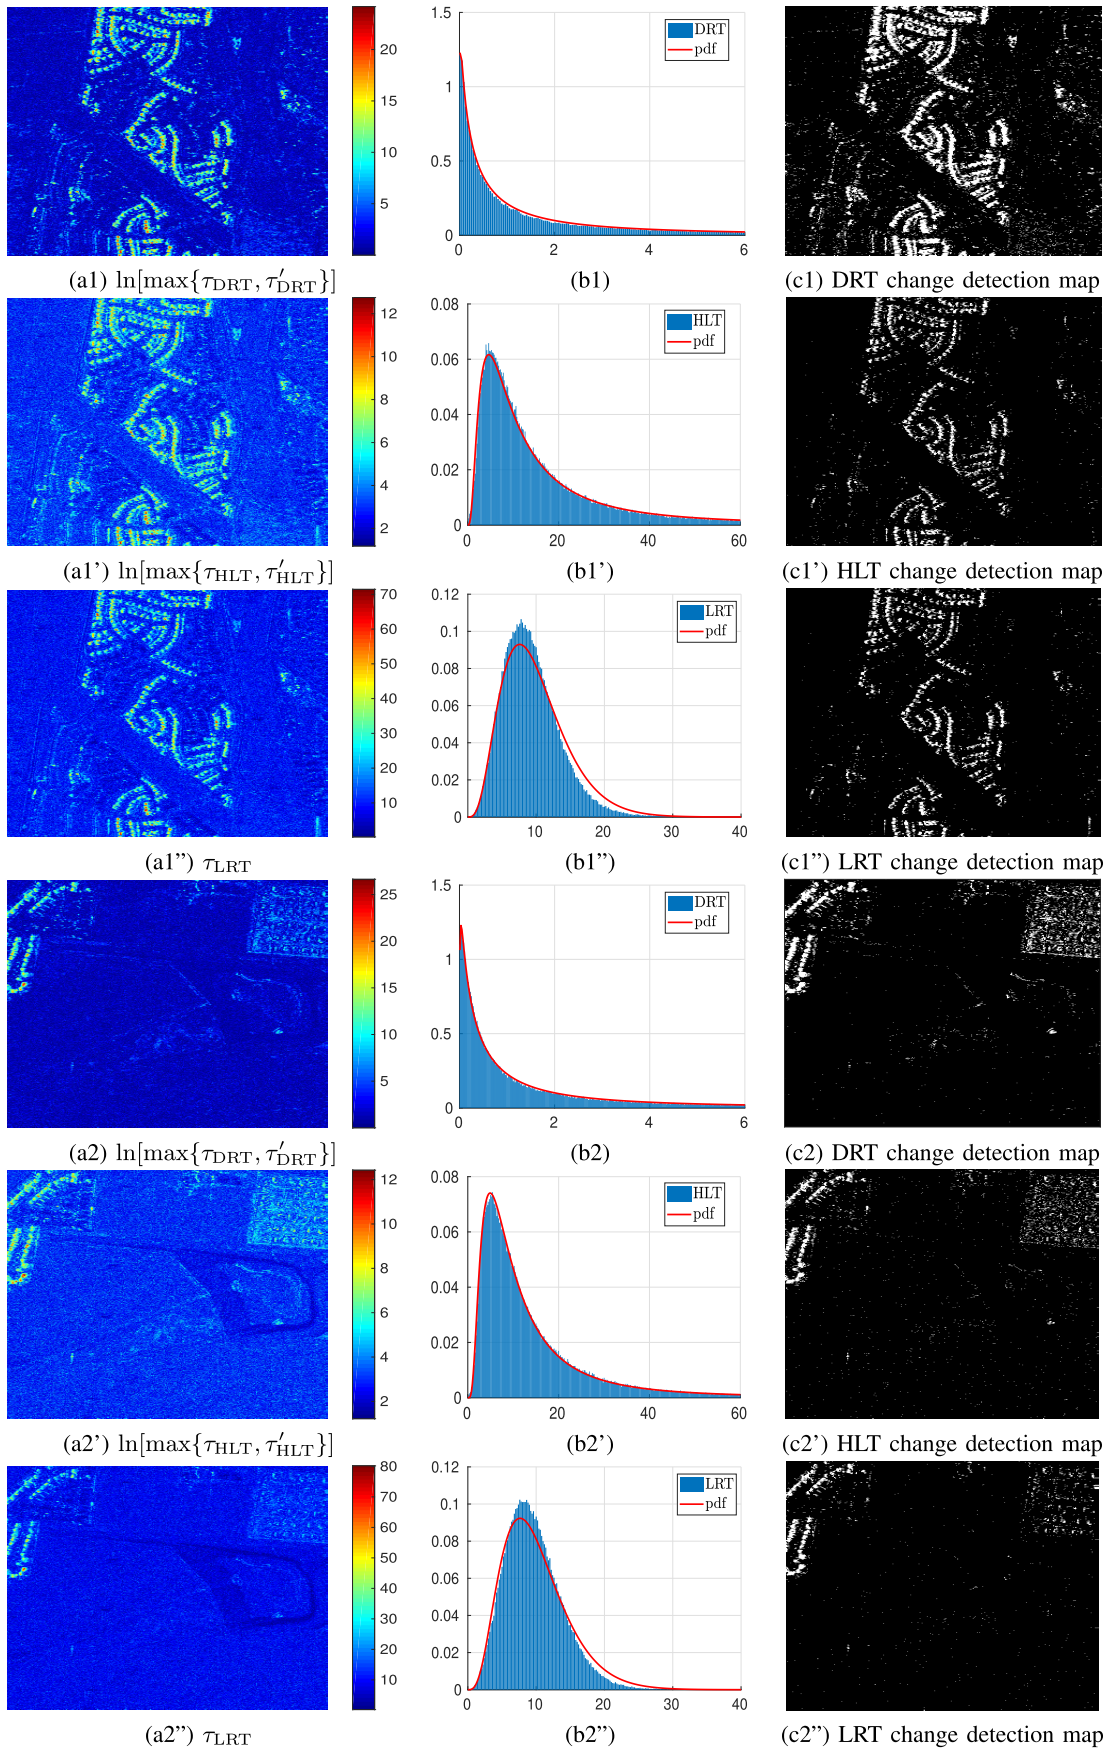 20
15
10
5
1.5
1
0.5
0
0 2 4 6
DRT
pdf
(a1) ln[max{τDRT, τ′DRT}]
(b1)
(c1) DRT change detection map
12
10
8
6
4
2
0.08
0.06
0.04
0.02
0
0 20 40 60
HLT
pdf
(a1') ln[max{τHLT, τ′HLT}]
(b1')
(c1') HLT change detection map
70
60
50
40
30
20
10
0.12
0.1
0.08
0.06
0.04
0.02
0
0 10 20 30 40
LRT
pdf
(a1") τLRT
(b1")
(c1") LRT change detection map
25
20
15
10
5
1.5
1
0.5
0
0 2 4 6
DRT
pdf
(a2) ln[max{τDRT, τ′DRT}]
(b2)
(c2) DRT change detection map
12
10
8
6
4
2
0.08
0.06
0.04
0.02
0
0 20 40 60
HLT
pdf
(a2') ln[max{τHLT, τ′HLT}]
(b2')
(c2') HLT change detection map
80
70
60
50
40
30
20
10
0.12
0.1
0.08
0.06
0.04
0.02
0
0 10 20 30 40
LRT
pdf
(a2") τLRT
(b2")
(c2") LRT change detection map